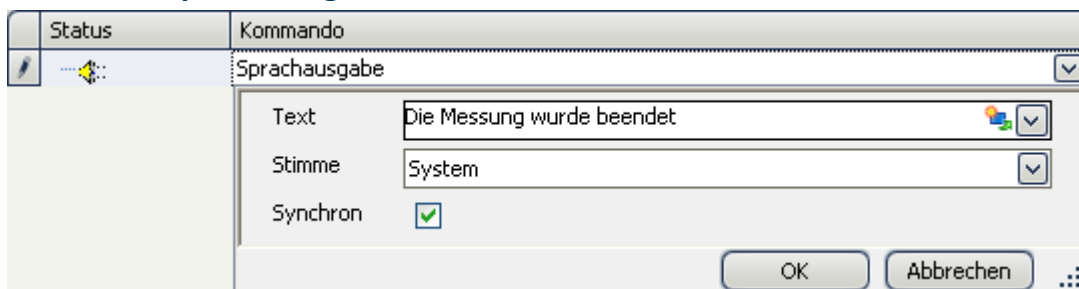 Status Kommando
Sprachausgabe
Text Die Messung wurde beendet
Stimme System
Synchron
OK Abbrechen